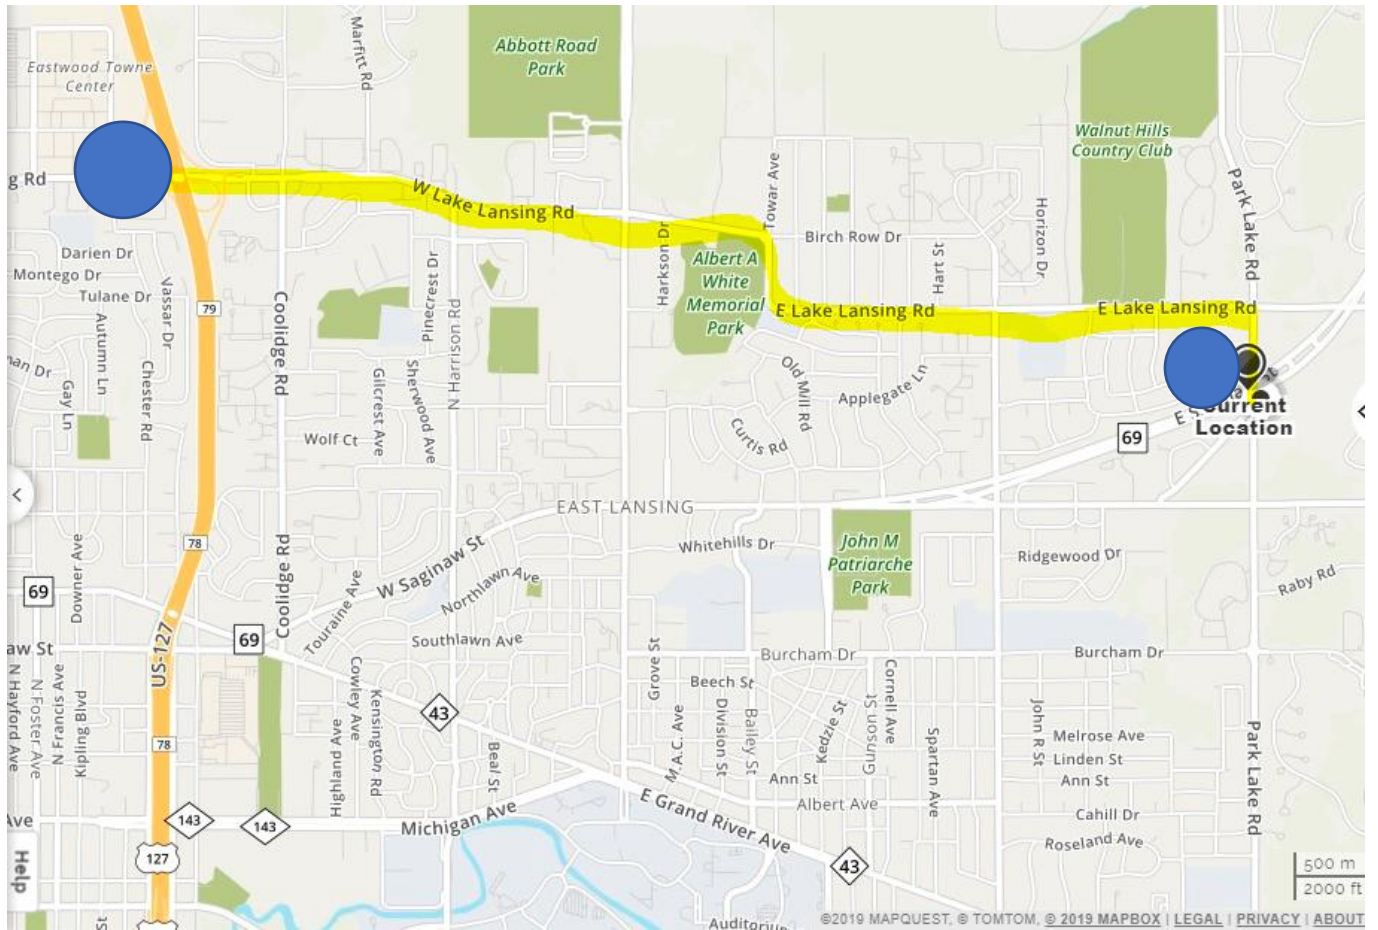 Marfitt Rd
Abbott Road
Park
Eastwood Towne
Center
Walnut Hills
Country Club
Towar Ave
Park Lake Rd
g Rd
W Lake Lansing Rd
Harkson Dr
Birch Row Dr
Horizon Dr
Hart St
Darien Dr
Montego Dr
Tulane Dr
Vassar Dr
Pinecrest Dr
Albert A
White
Memorial
Park
79
Coolidge Rd
N Harrison Rd
E Lake Lansing Rd
E Lake Lansing Rd
Autumn Ln
man Dr
Gay Ln
Chester Rd
Gilcrest Ave
Sherwood Ave
Old Mill Rd
Applegate Ln
Curtis Rd
Wolf Ct
E S
Current
Location
69
EAST LANSING
78
Downer Ave
Coolidge Rd
W Saginaw St
Whitehills Dr
John M
Patriarche
Park
Ridgewood Dr
Raby Rd
69
Touraine Ave
Northlawn Ave
Southlawn Ave
69
aw St
US-127
Grove St
Burcham Dr
Burcham Dr
N Hayford Ave
N Foster Ave
N Francis Ave
Kipling Blvd
Cowley Ave
Kensington Rd
Highland Ave
43
Beech St
M.A.C. Ave
Division St
Bailey St
Kedzie St
Gunson St
Cornell Ave
Spartan Ave
John R St
Melrose Ave
Linden St
Ann St
Park Lake Rd
78
Beal St
Ann St
Albert Ave
Cahill Dr
Roseland Ave
Ave
143
143
Michigan Ave
E Grand River Ave
43
127
Help
500 m
2000 ft
St
Auditorium
©2019 MAPQUEST, © TOMTOM, © 2019 MAPBOX | LEGAL | PRIVACY | ABOUT